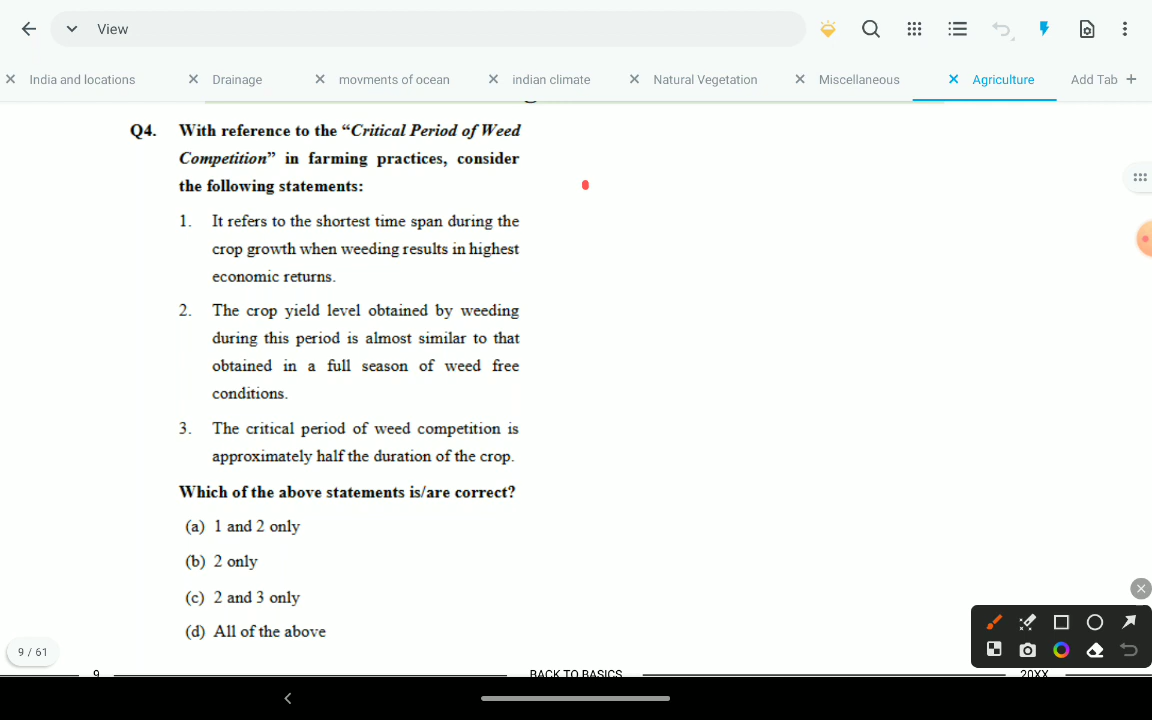 View
India and locations
Drainage
movments of ocean
indian climate
Natural Vegetation
Miscellaneous
Agriculture
Add Tab +
Q4. With reference to the “Critical Period of Weed
Competition” in farming practices, consider
the following statements:
1. It refers to the shortest time span during the
crop growth when weeding results in highest
economic returns.
2. The crop yield level obtained by weeding
during this period is almost similar to that
obtained in a full season of weed free
conditions.
3. The critical period of weed competition is
approximately half the duration of the crop.
Which of the above statements is/are correct?
(a) 1 and 2 only
(b) 2 only
(c) 2 and 3 only
(d) All of the above
9 / 61
9 BACK TO BASICS 20XX